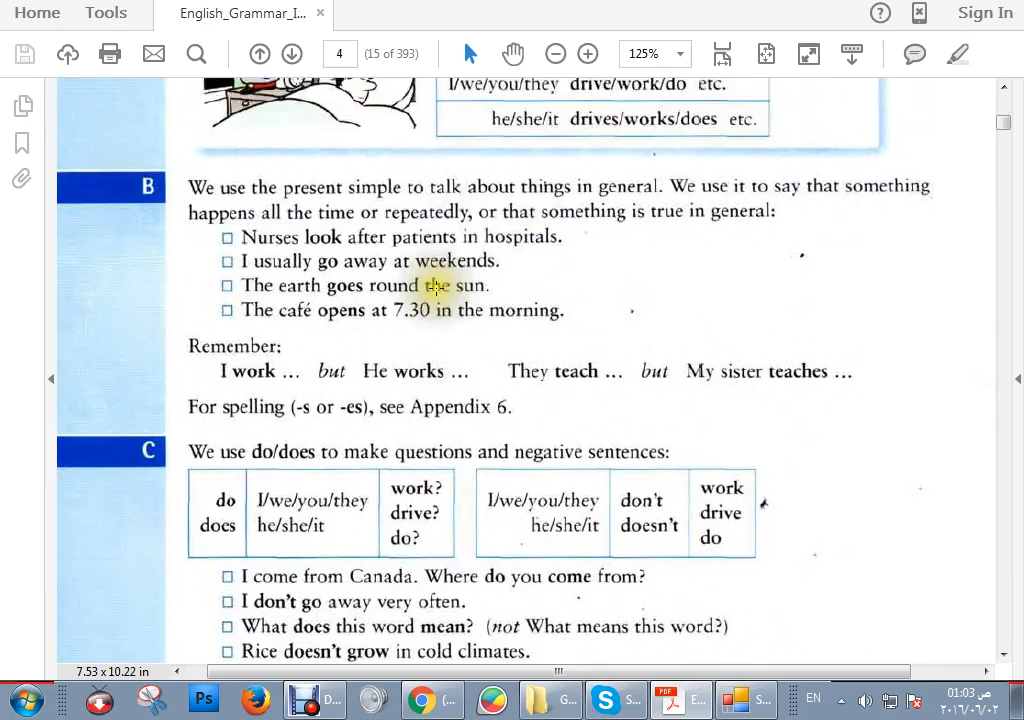 Home Tools English_Grammar_I... × Sign In
4 (15 of 393) 125%
I/we/you/they drive/work/do etc.
he/she/it drives/works/does etc.
B We use the present simple to talk about things in general. We use it to say that something
happens all the time or repeatedly, or that something is true in general:
Nurses look after patients in hospitals.
I usually go away at weekends.
The earth goes round the sun.
The café opens at 7.30 in the morning.
Remember:
I work ... but He works ... They teach ... but My sister teaches ...
For spelling (-s or -es), see Appendix 6.
C We use do/does to make questions and negative sentences:
do
does
I/we/you/they
he/she/it
work?
drive?
do?
I/we/you/they
he/she/it
don't
doesn't
work
drive
do
I come from Canada. Where do you come from?
I don't go away very often.
What does this word mean? (not What means this word?)
Rice doesn't grow in cold climates.
7.53 x 10.22 in
Ps D... (... G... S... PDF E... S... EN 01:03 ص
٢٠١٦/٠٦/٠٢